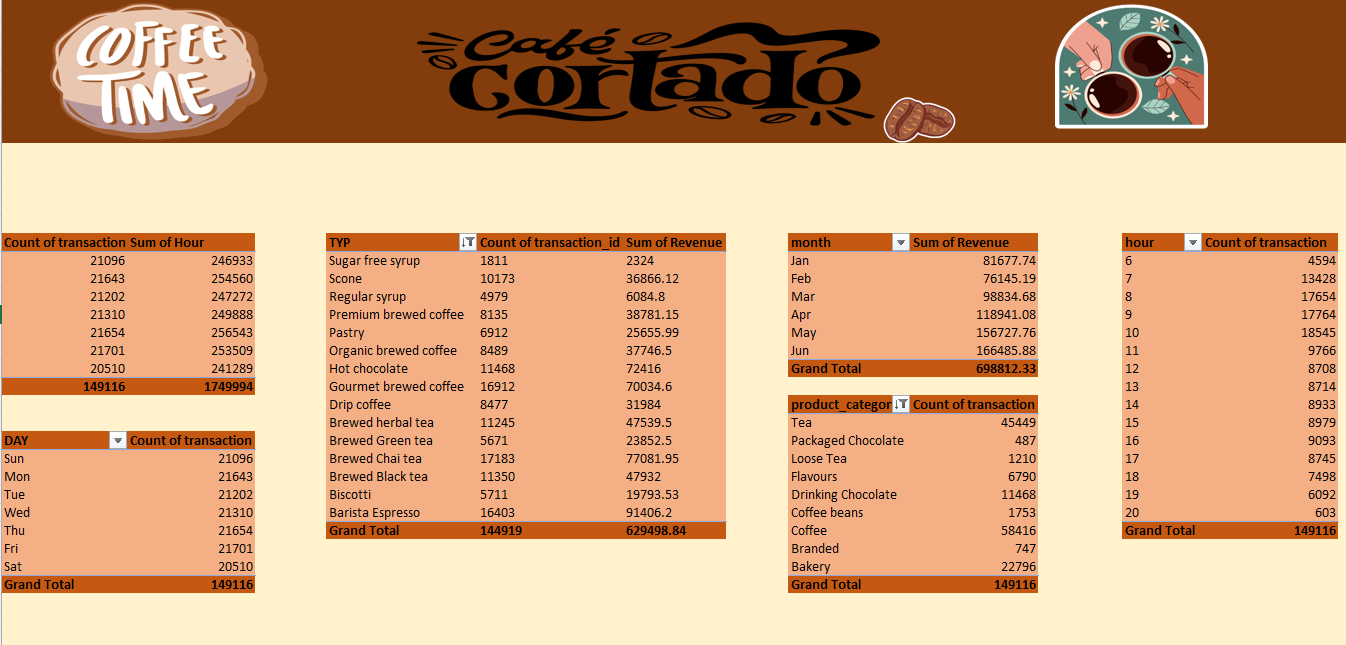 COFFEE
TIME
Café
cortado
Count of transaction Sum of Hour
21096 246933
21643 254560
21202 247272
21310 249888
21654 256543
21701 253509
20510 241289
149116 1749994
DAY Count of transaction
Sun 21096
Mon 21643
Tue 21202
Wed 21310
Thu 21654
Fri 21701
Sat 20510
Grand Total 149116
TYP Count of transaction_id Sum of Revenue
Sugar free syrup 1811 2324
Scone 10173 36866.12
Regular syrup 4979 6084.8
Premium brewed coffee 8135 38781.15
Pastry 6912 25655.99
Organic brewed coffee 8489 37746.5
Hot chocolate 11468 72416
Gourmet brewed coffee 16912 70034.6
Drip coffee 8477 31984
Brewed herbal tea 11245 47539.5
Brewed Green tea 5671 23852.5
Brewed Chai tea 17183 77081.95
Brewed Black tea 11350 47932
Biscotti 5711 19793.53
Barista Espresso 16403 91406.2
Grand Total 144919 629498.84
month Sum of Revenue
Jan 81677.74
Feb 76145.19
Mar 98834.68
Apr 118941.08
May 156727.76
Jun 166485.88
Grand Total 698812.33
product_categor Count of transaction
Tea 45449
Packaged Chocolate 487
Loose Tea 1210
Flavours 6790
Drinking Chocolate 11468
Coffee beans 1753
Coffee 58416
Branded 747
Bakery 22796
Grand Total 149116
hour Count of transaction
6 4594
7 13428
8 17654
9 17764
10 18545
11 9766
12 8708
13 8714
14 8933
15 8979
16 9093
17 8745
18 7498
19 6092
20 603
Grand Total 149116